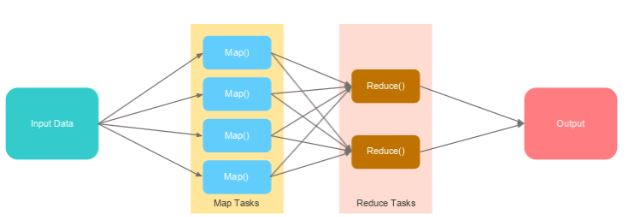 Input Data
Map()
Map()
Map()
Map()
Map Tasks
Reduce()
Reduce()
Reduce Tasks
Output